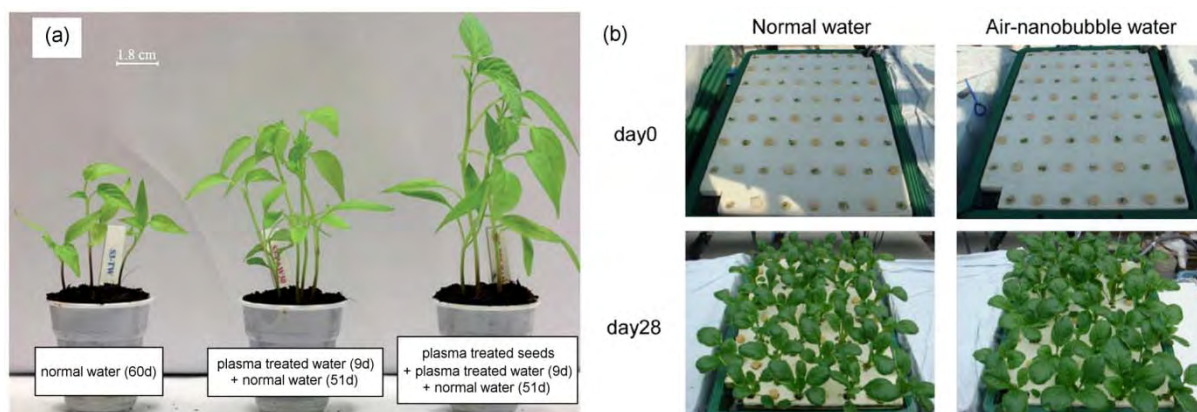 (a)
1.8 cm
normal water (60d)
plasma treated water (9d)
+ normal water (51d)
plasma treated seeds
+ plasma treated water (9d)
+ normal water (51d)
(b)
Normal water
Air-nanobubble water
day0
day28